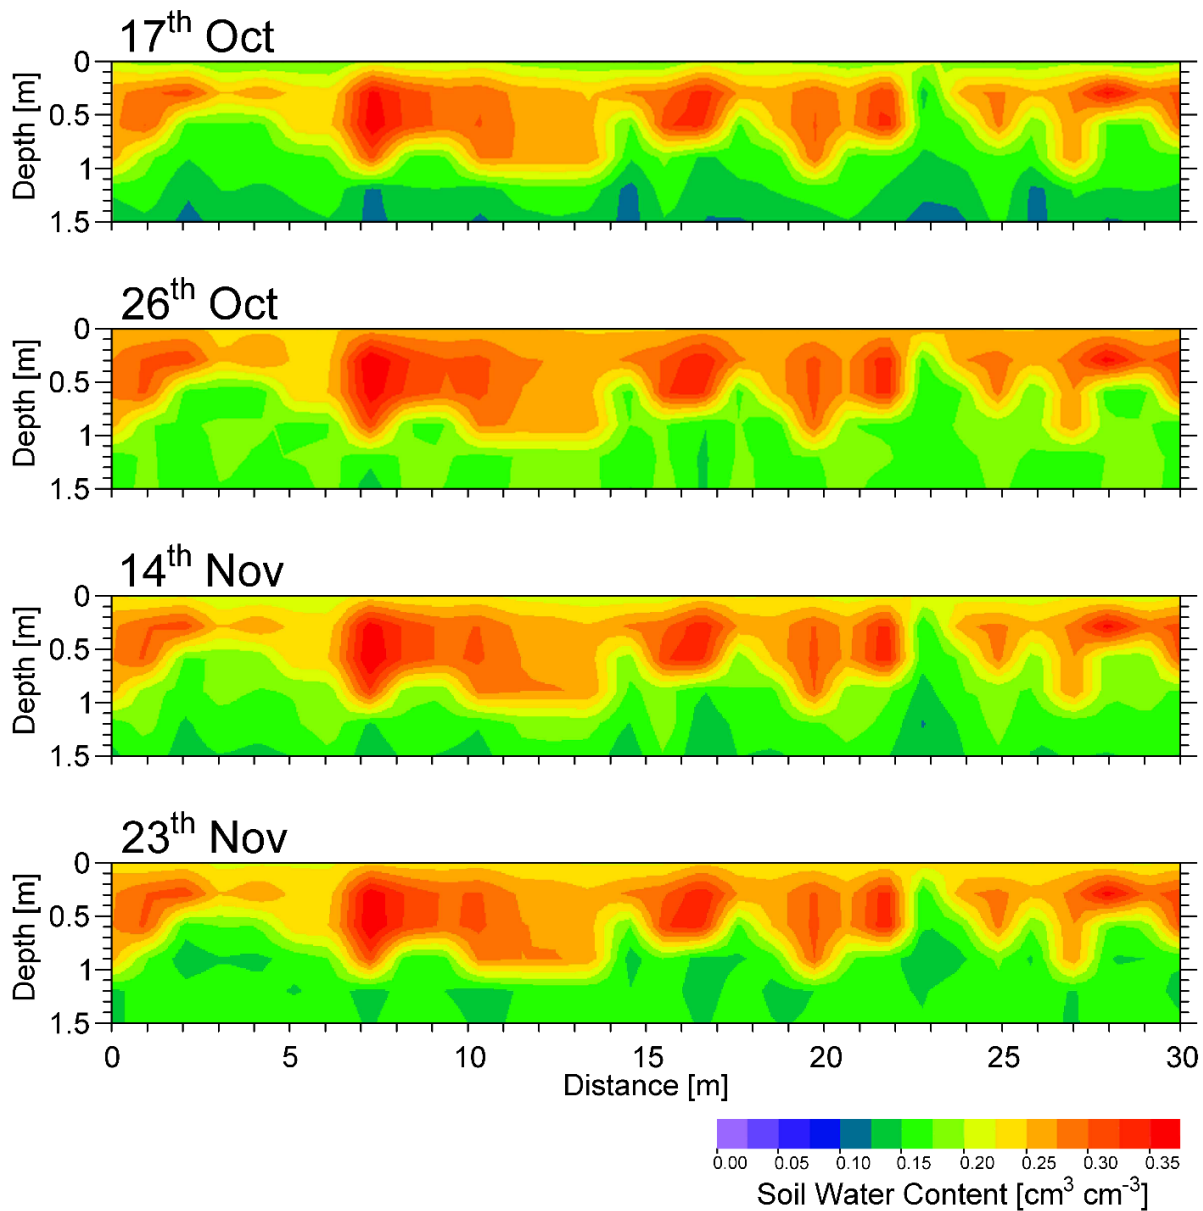 17th Oct
0
0.5
1
1.5
Depth [m]
26th Oct
0
0.5
1
1.5
Depth [m]
14th Nov
0
0.5
1
1.5
Depth [m]
23th Nov
0
0.5
1
1.5
Depth [m]
0 5 10 15 20 25 30
Distance [m]
0.00 0.05 0.10 0.15 0.20 0.25 0.30 0.35
Soil Water Content [cm³ cm⁻³]